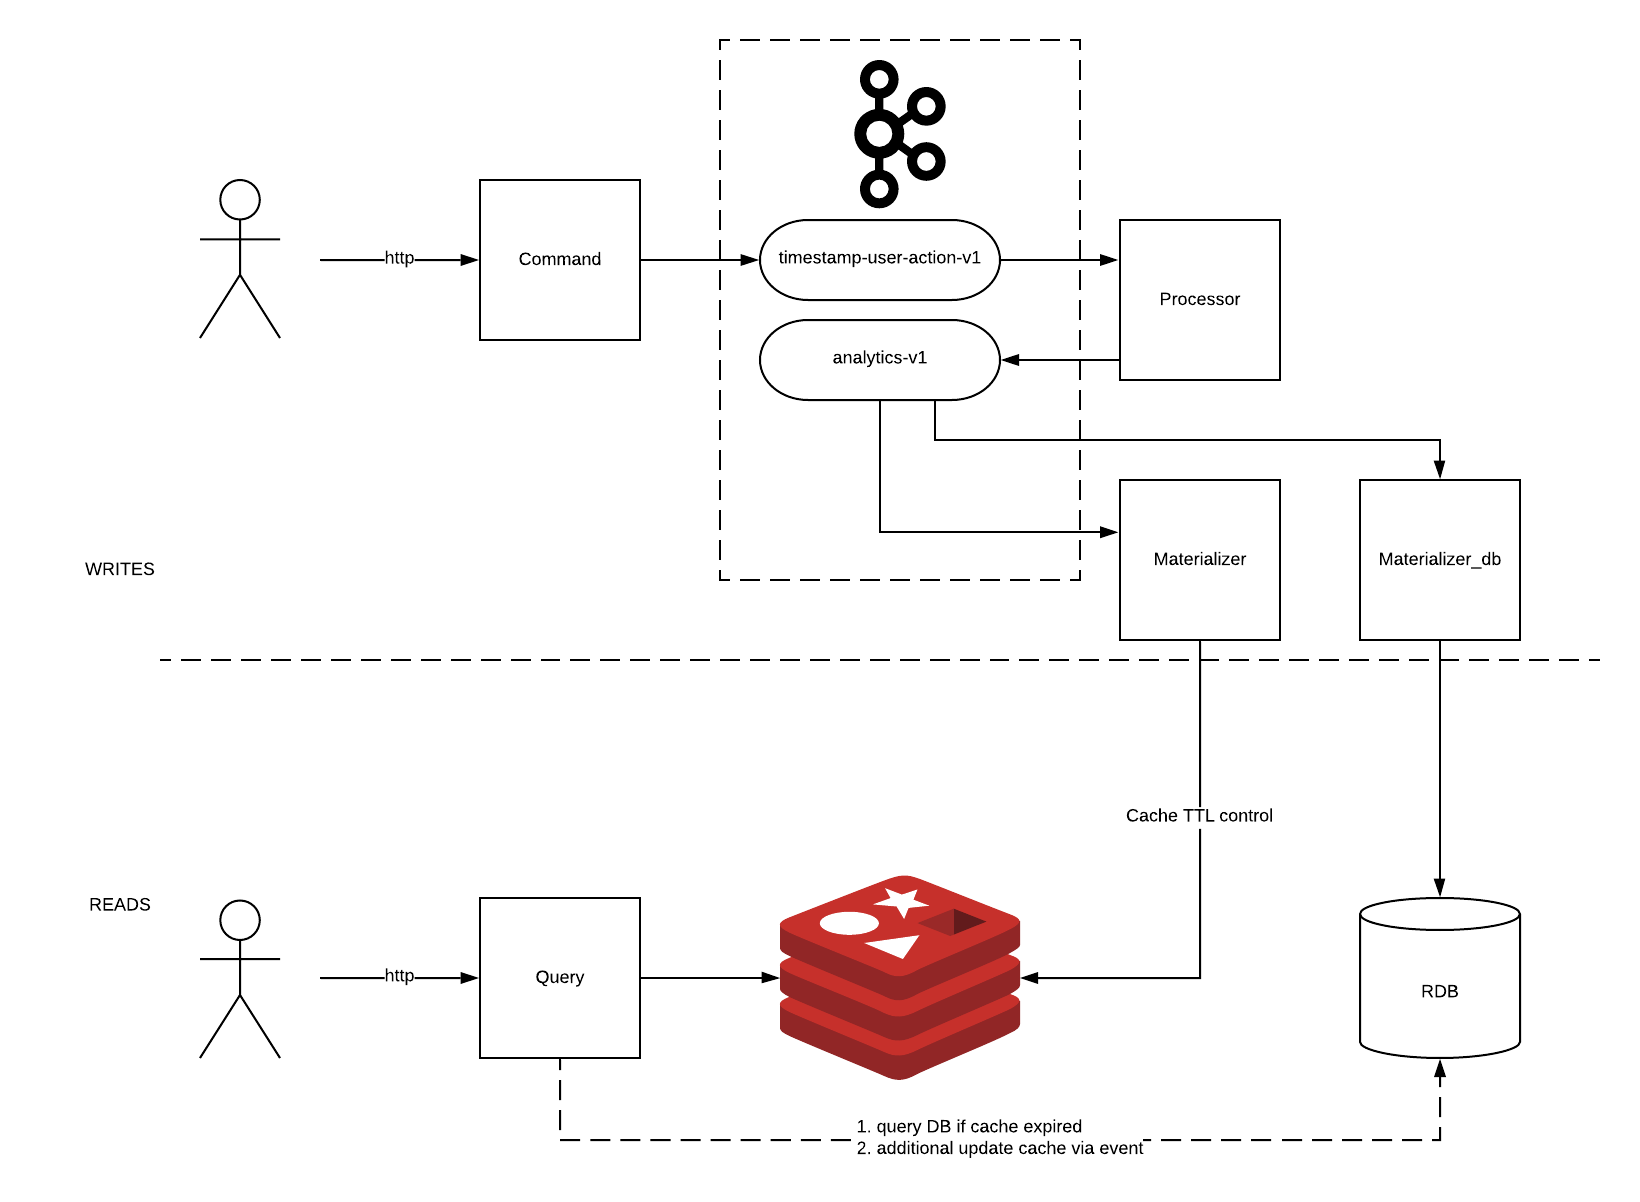 http
Command
timestamp-user-action-v1
Processor
analytics-v1
WRITES
Materializer
Materializer_db
Cache TTL control
READS
http
Query
RDB
1. query DB if cache expired
2. additional update cache via event